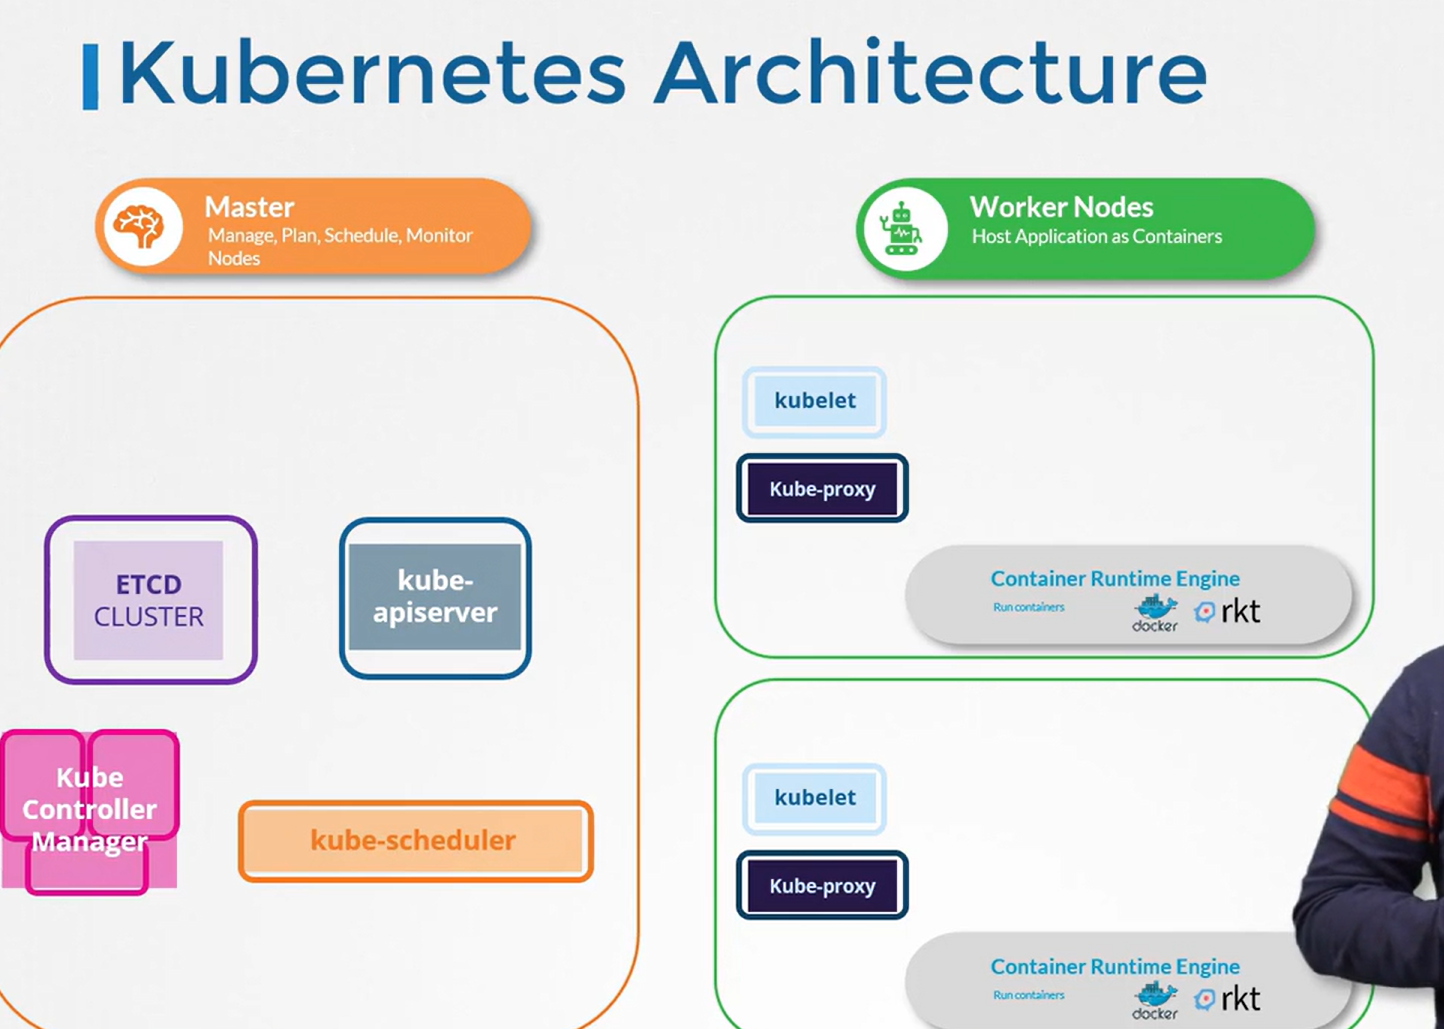 Kubernetes Architecture
Master
Manage, Plan, Schedule, Monitor
Nodes
ETCD
CLUSTER
kube-
apiserver
Kube
Controller
Manager
kube-scheduler
Worker Nodes
Host Application as Containers
kubelet
Kube-proxy
Container Runtime Engine
Run containers
docker
rkt
kubelet
Kube-proxy
Container Runtime Engine
Run containers
docker
rkt